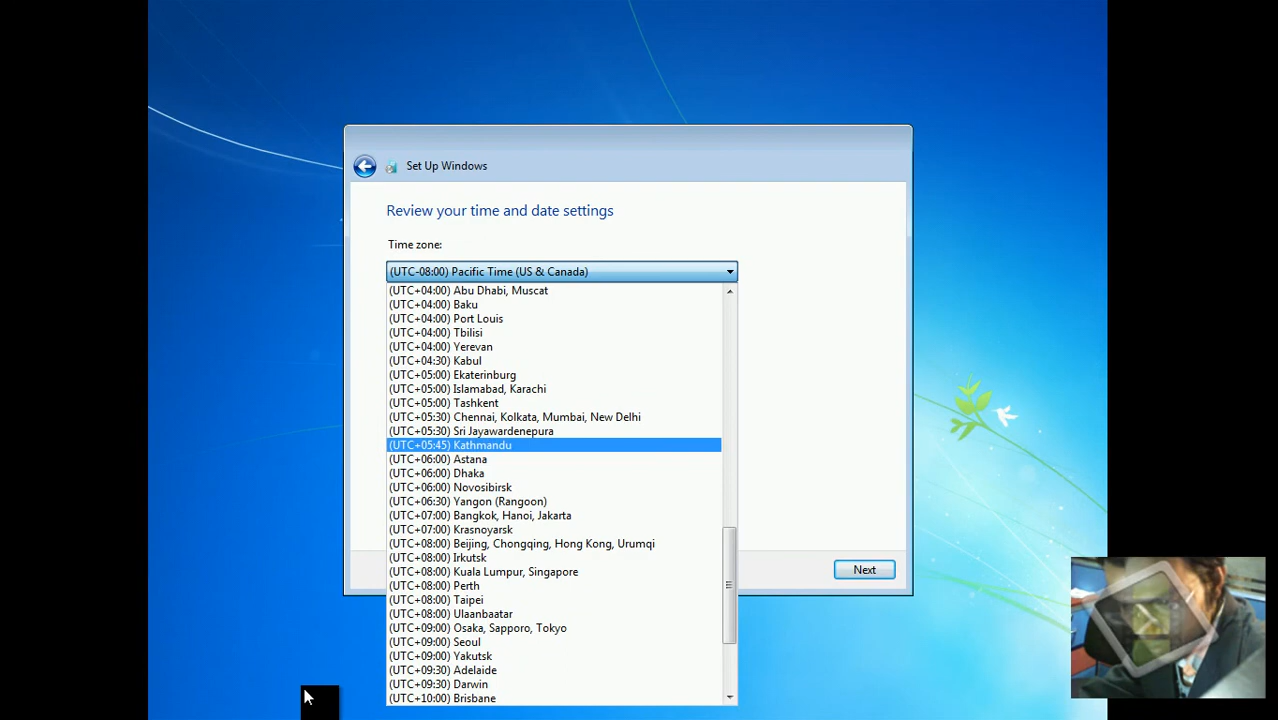 Set Up Windows
Review your time and date settings
Time zone:
(UTC-08:00) Pacific Time (US & Canada)
(UTC+04:00) Abu Dhabi, Muscat
(UTC+04:00) Baku
(UTC+04:00) Port Louis
(UTC+04:00) Tbilisi
(UTC+04:00) Yerevan
(UTC+04:30) Kabul
(UTC+05:00) Ekaterinburg
(UTC+05:00) Islamabad, Karachi
(UTC+05:00) Tashkent
(UTC+05:30) Chennai, Kolkata, Mumbai, New Delhi
(UTC+05:30) Sri Jayawardenepura
(UTC+05:45) Kathmandu
(UTC+06:00) Astana
(UTC+06:00) Dhaka
(UTC+06:00) Novosibirsk
(UTC+06:30) Yangon (Rangoon)
(UTC+07:00) Bangkok, Hanoi, Jakarta
(UTC+07:00) Krasnoyarsk
(UTC+08:00) Beijing, Chongqing, Hong Kong, Urumqi
(UTC+08:00) Irkutsk
(UTC+08:00) Kuala Lumpur, Singapore
(UTC+08:00) Perth
(UTC+08:00) Taipei
(UTC+08:00) Ulaanbaatar
(UTC+09:00) Osaka, Sapporo, Tokyo
(UTC+09:00) Seoul
(UTC+09:00) Yakutsk
(UTC+09:30) Adelaide
(UTC+09:30) Darwin
(UTC+10:00) Brisbane
Next